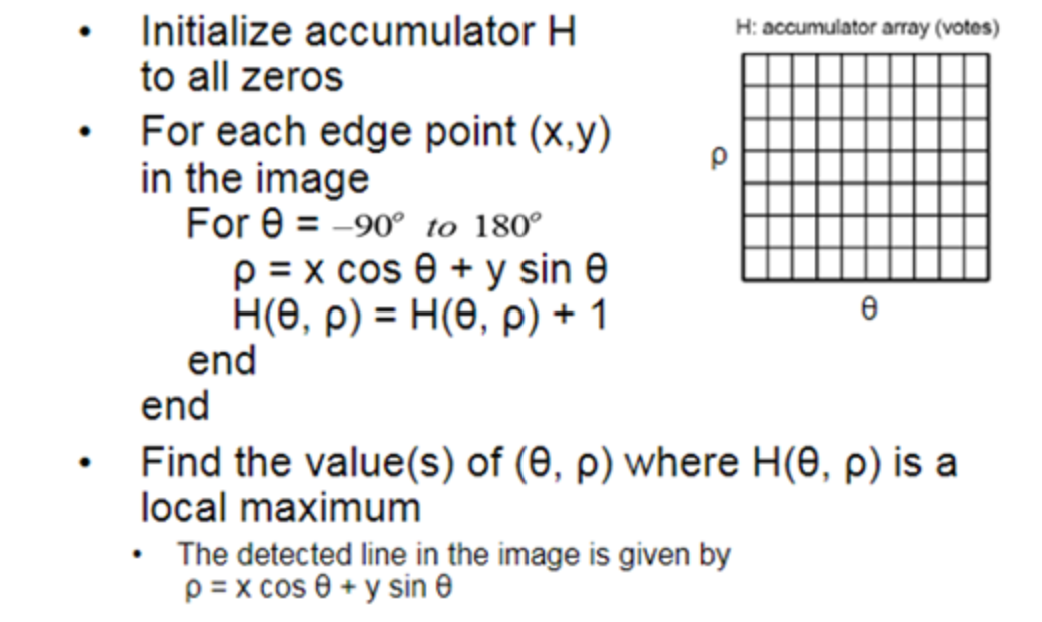 • Initialize accumulator H
to all zeros
• For each edge point (x,y)
in the image
For θ = −90° to 180°
ρ = x cos θ + y sin θ
H(θ, ρ) = H(θ, ρ) + 1
end
end
• Find the value(s) of (θ, ρ) where H(θ, ρ) is a
local maximum
• The detected line in the image is given by
ρ = x cos θ + y sin θ
H: accumulator array (votes)
ρ
θ